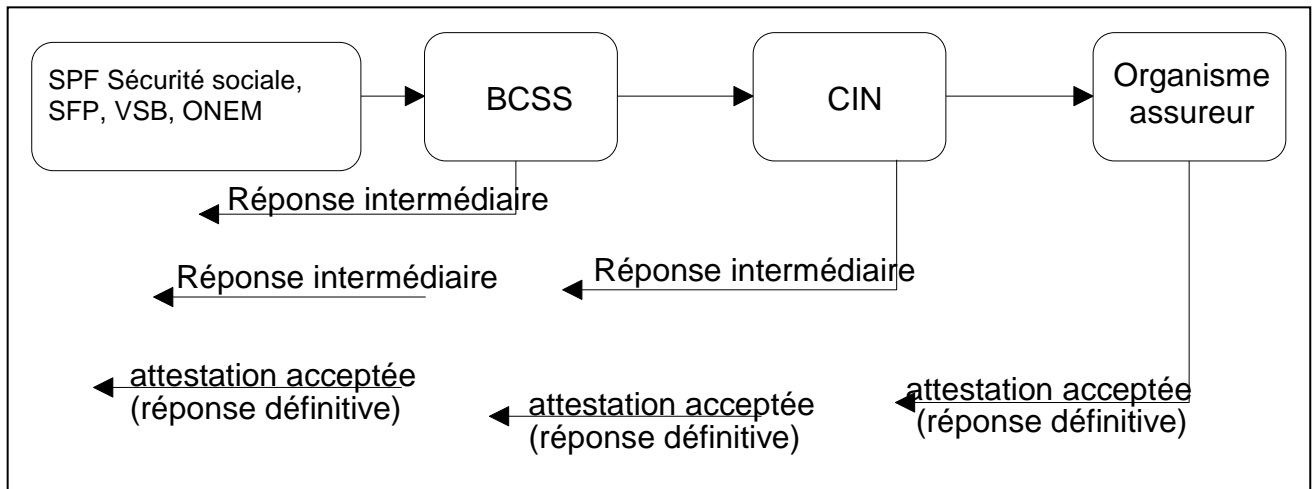 SPF Sécurité sociale,
SFP, VSB, ONEM
BCSS
CIN
Organisme
assureur
Réponse intermédiaire
Réponse intermédiaire
Réponse intermédiaire
attestation acceptée
(réponse définitive)
attestation acceptée
(réponse définitive)
attestation acceptée
(réponse définitive)